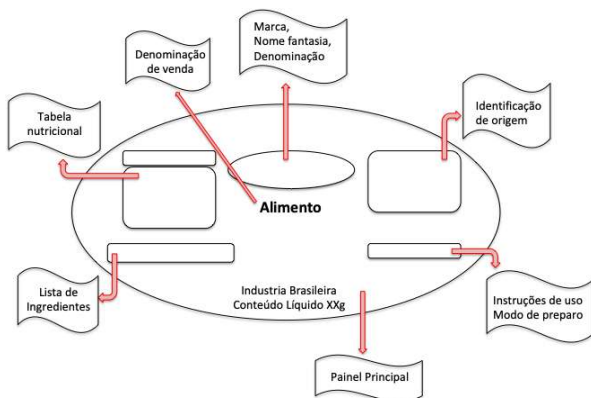 Marca,
Nome fantasia,
Denominação
Denominação
de venda
Identificação
de origem
Tabela
nutricional
Alimento
Lista de
Ingredientes
Industria Brasileira
Conteúdo Líquido XXg
Instruções de uso
Modo de preparo
Painel Principal